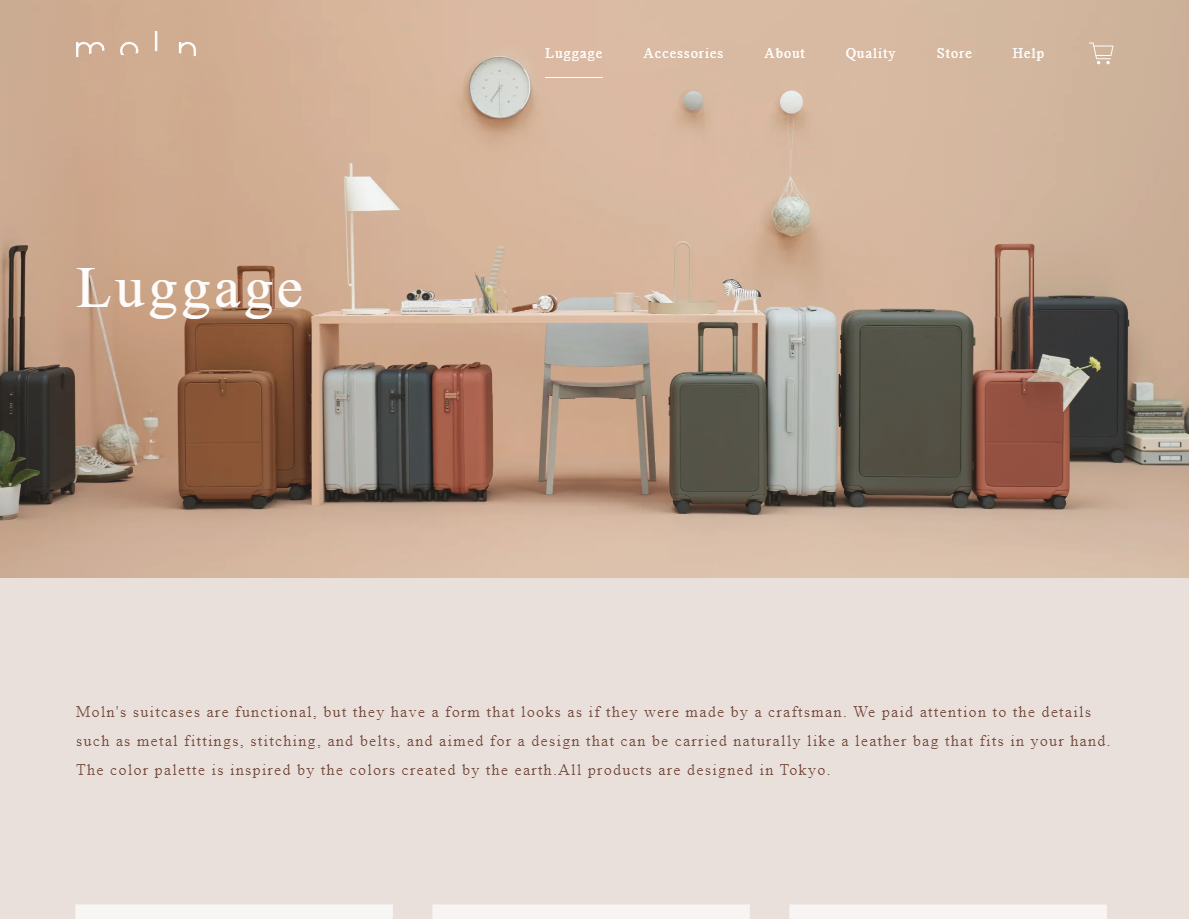 moln
Luggage
Accessories
About
Quality
Store
Help
Luggage
Moln's suitcases are functional, but they have a form that looks as if they were made by a craftsman. We paid attention to the details
such as metal fittings, stitching, and belts, and aimed for a design that can be carried naturally like a leather bag that fits in your hand.
The color palette is inspired by the colors created by the earth.All products are designed in Tokyo.